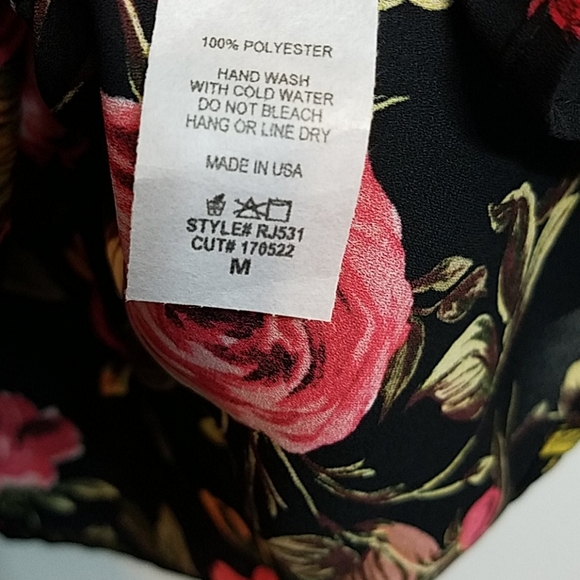 100% POLYESTER
HAND WASH
WITH COLD WATER
DO NOT BLEACH
HANG OR LINE DRY
MADE IN USA
STYLE# RJ531
CUT# 170522
M